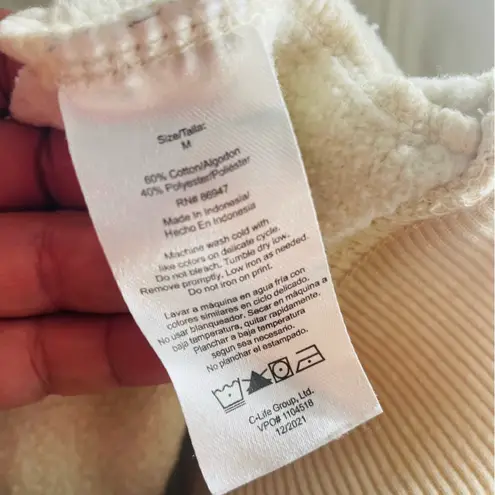 Size/Talla:
M
60% Cotton/Algodon
40% Polyester/Poliéster
RN# 86947
Made In Indonesia/
Hecho En Indonesia
Machine wash cold with
like colors on delicate cycle.
Do not bleach. Tumble dry low.
Remove promptly. Low iron as needed.
Do not iron on print.
Lavar a máquina en agua fria con
colores similares en ciclo delicado.
No usar blanqueador. Secar en máquina a
baja temperatura, quitar rapidamente,
Planchar a baja temperatura
segun sea necesario.
No planchar el estampado.
C-Life Group, Ltd.
VPO# 1104518
12/2021